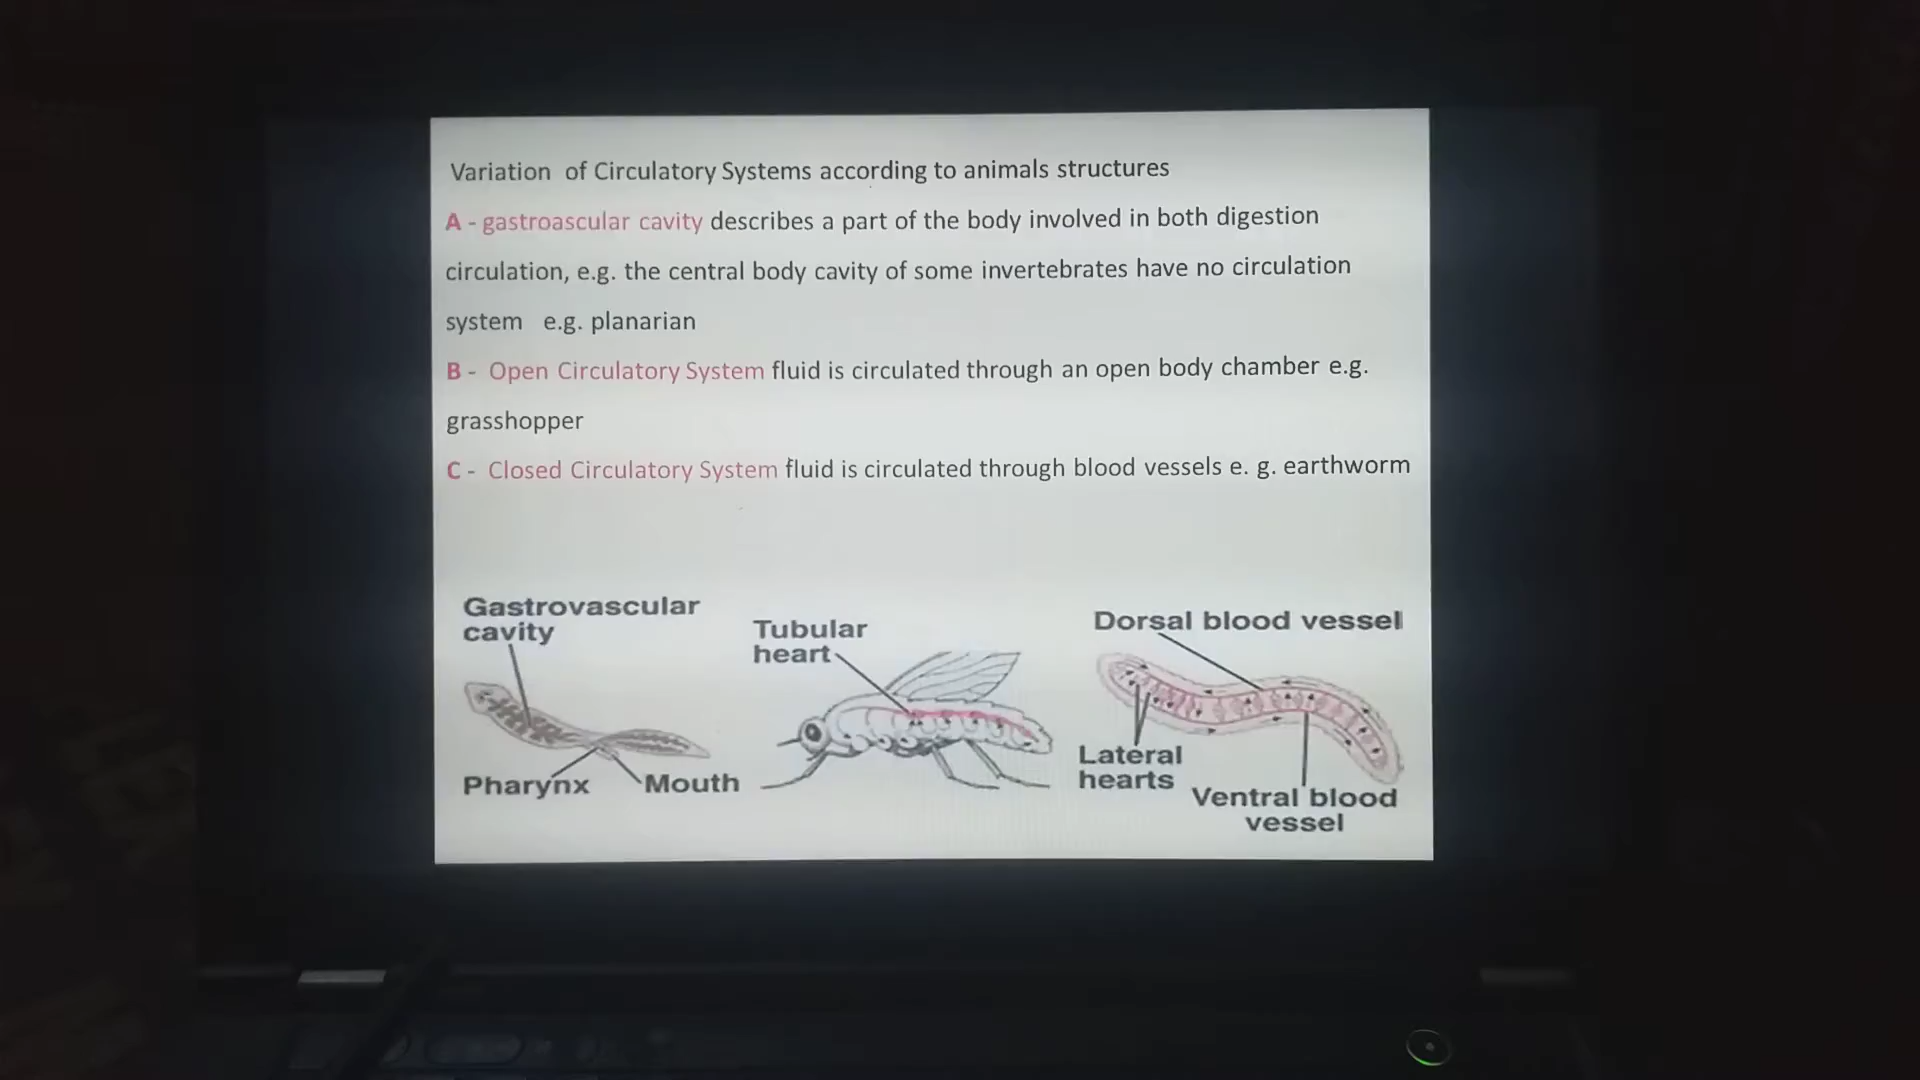 Variation of Circulatory Systems according to animals structures
A - gastroascular cavity describes a part of the body involved in both digestion
circulation, e.g. the central body cavity of some invertebrates have no circulation
system e.g. planarian
B - Open Circulatory System fluid is circulated through an open body chamber e.g.
grasshopper
C - Closed Circulatory System fluid is circulated through blood vessels e. g. earthworm
Gastrovascular
cavity
Pharynx
Mouth
Tubular
heart
Dorsal blood vessel
Lateral
hearts
Ventral blood
vessel